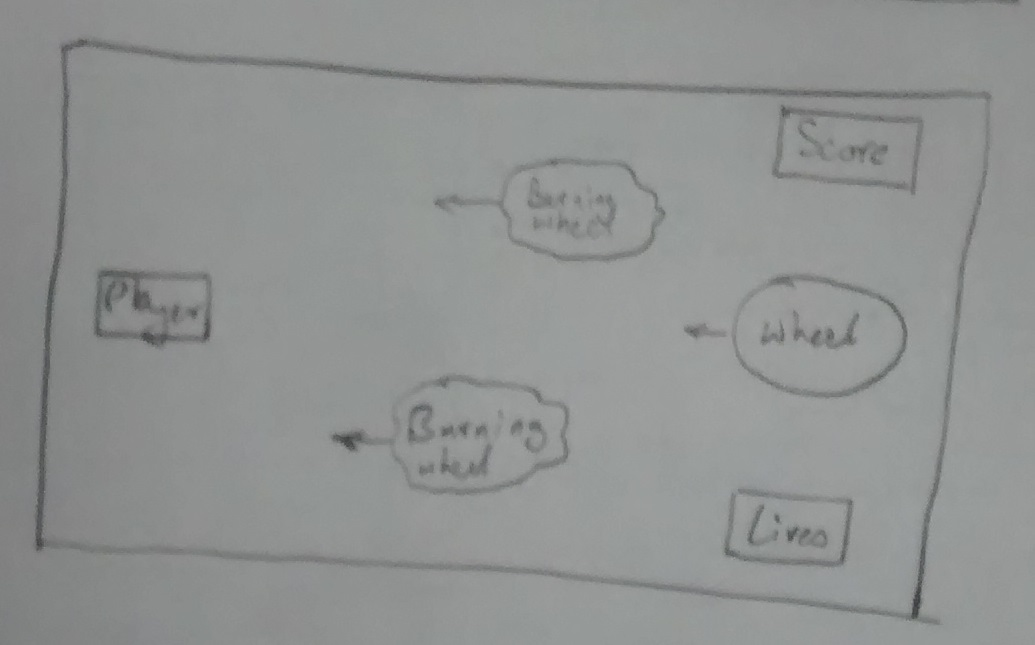 Score
Burning
wheel
Player
wheel
Burning
wheel
Lives